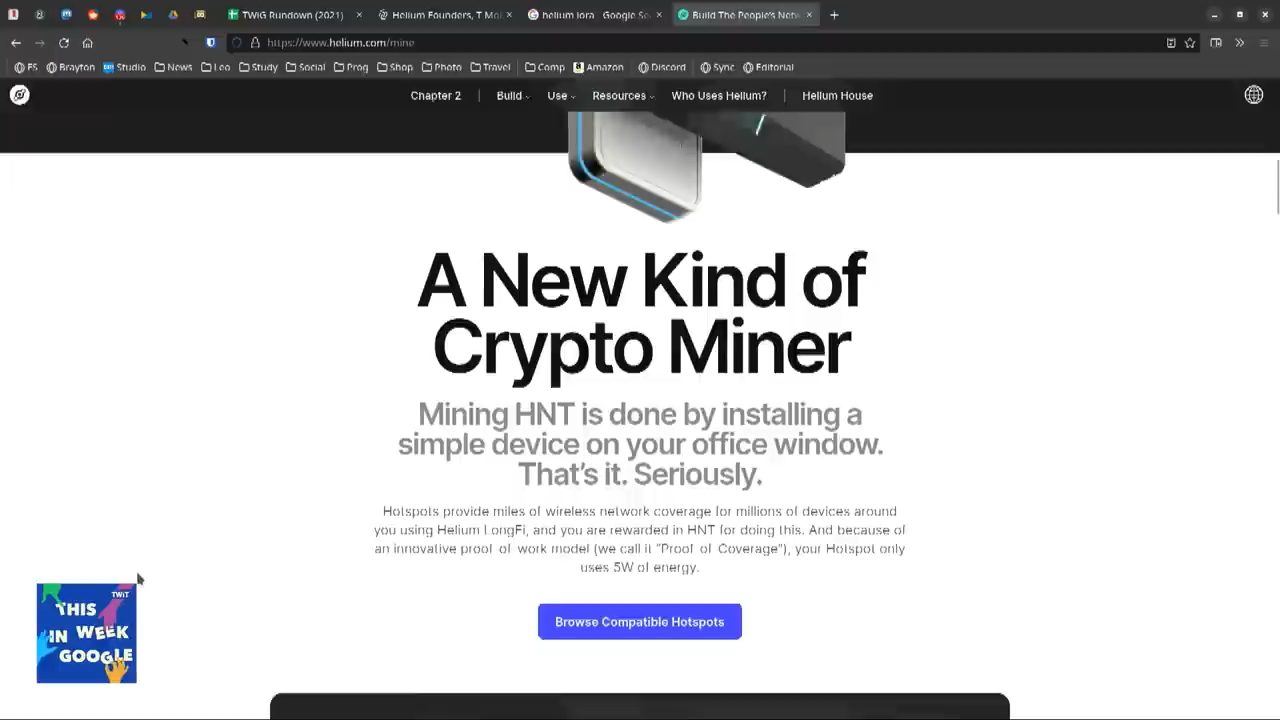 TWiG Rundown (2021)
Helium Founders, T Mo
helium lora - Google Se
Build The People's Netw
https://www.helium.com/mine
F5
Brayton
Studio
News
Leo
Study
Social
Prog
Shop
Photo
Travel
Comp
Amazon
Discord
Sync
Editorial
Chapter 2
Build
Use
Resources
Who Uses Helium?
Helium House
A New Kind of
Crypto Miner
Mining HNT is done by installing a
simple device on your office window.
That's it. Seriously.
Hotspots provide miles of wireless network coverage for millions of devices around
you using Helium LongFi, and you are rewarded in HNT for doing this. And because of
an innovative proof of work model (we call it "Proof of Coverage"), your Hotspot only
uses 5W of energy.
Browse Compatible Hotspots
TWiT
THIS
IN WEEK
GOOGLE